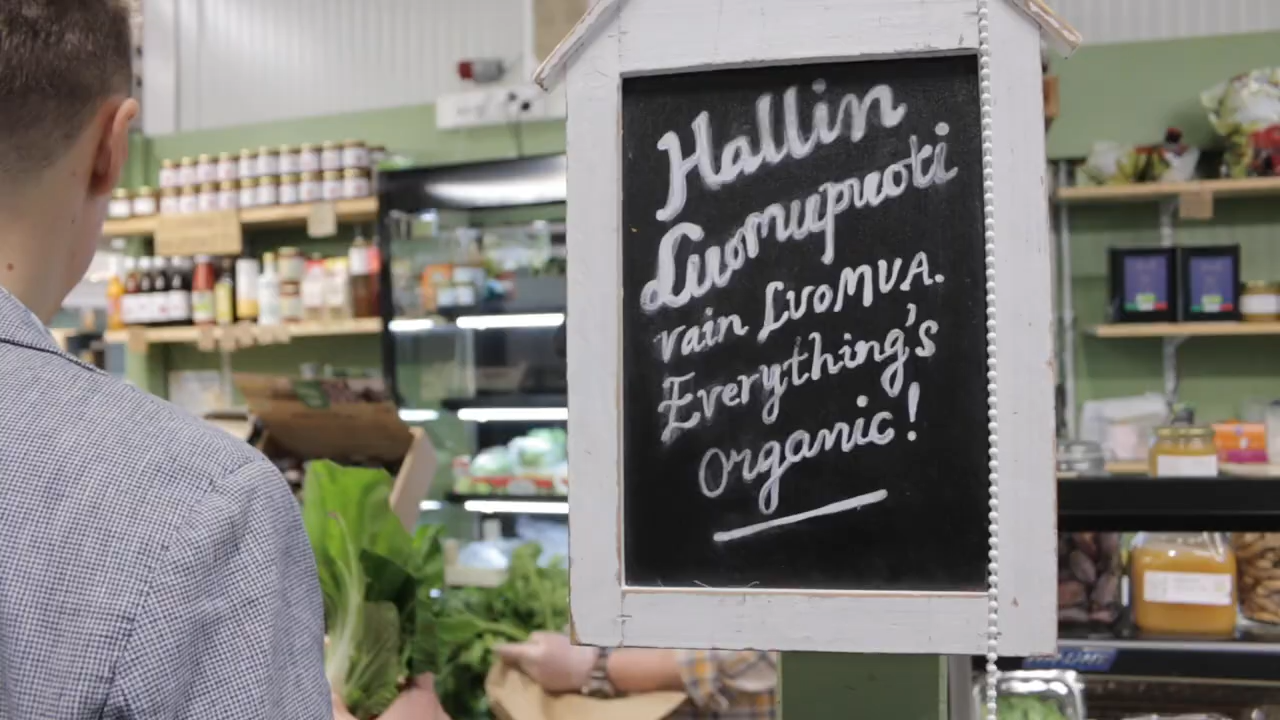 Hallin
Luomupuoti
vain LuoMUA.
Everything's
organic!